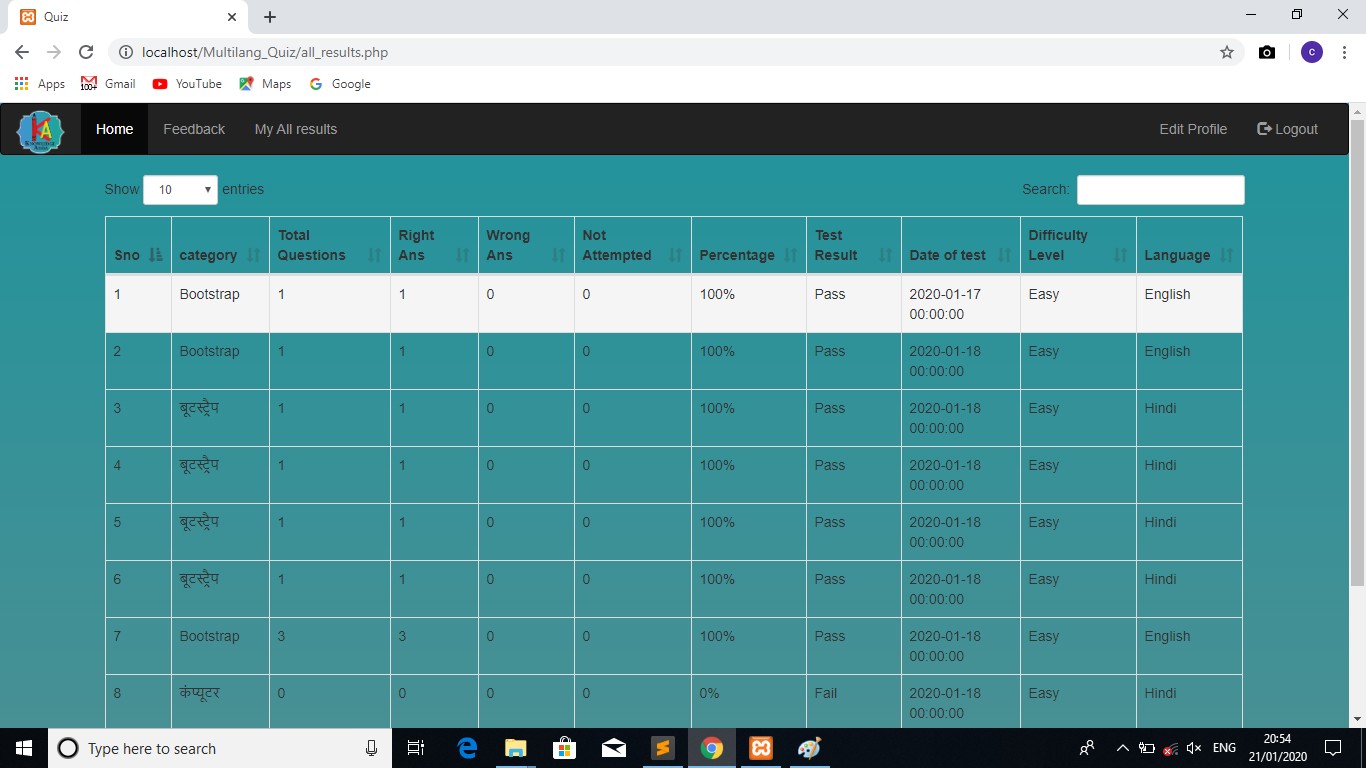 Quiz
localhost/Multilang_Quiz/all_results.php
C
Apps 100+ Gmail YouTube Maps Google
KA KNOWLEDGE Home Feedback My All results Edit Profile Logout
Show 10 entries Search:
Sno category Total Questions Right Ans Wrong Ans Not Attempted Percentage Test Result Date of test Difficulty Level Language
1 Bootstrap 1 1 0 0 100% Pass 2020-01-17 00:00:00 Easy English
2 Bootstrap 1 1 0 0 100% Pass 2020-01-18 00:00:00 Easy English
3 बूटस्ट्रैप 1 1 0 0 100% Pass 2020-01-18 00:00:00 Easy Hindi
4 बूटस्ट्रैप 1 1 0 0 100% Pass 2020-01-18 00:00:00 Easy Hindi
5 बूटस्ट्रैप 1 1 0 0 100% Pass 2020-01-18 00:00:00 Easy Hindi
6 बूटस्ट्रैप 1 1 0 0 100% Pass 2020-01-18 00:00:00 Easy Hindi
7 Bootstrap 3 3 0 0 100% Pass 2020-01-18 00:00:00 Easy English
8 कंप्यूटर 0 0 0 0 0% Fail 2020-01-18 00:00:00 Easy Hindi
Type here to search ENG 20:54
21/01/2020